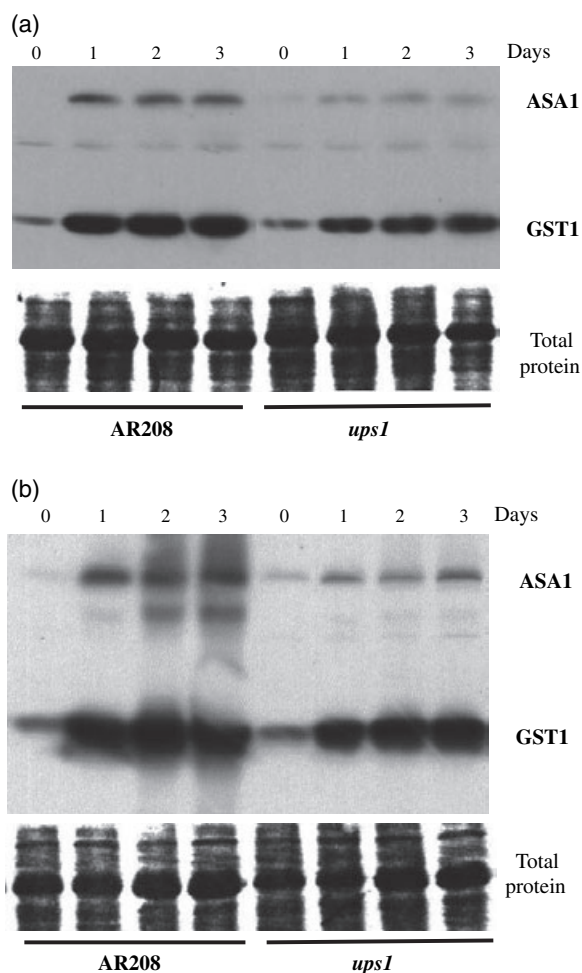 (a)
0 1 2 3 0 1 2 3 Days
ASA1
GST1
Total
protein
AR208 ups1
(b)
0 1 2 3 0 1 2 3 Days
ASA1
GST1
Total
protein
AR208 ups1